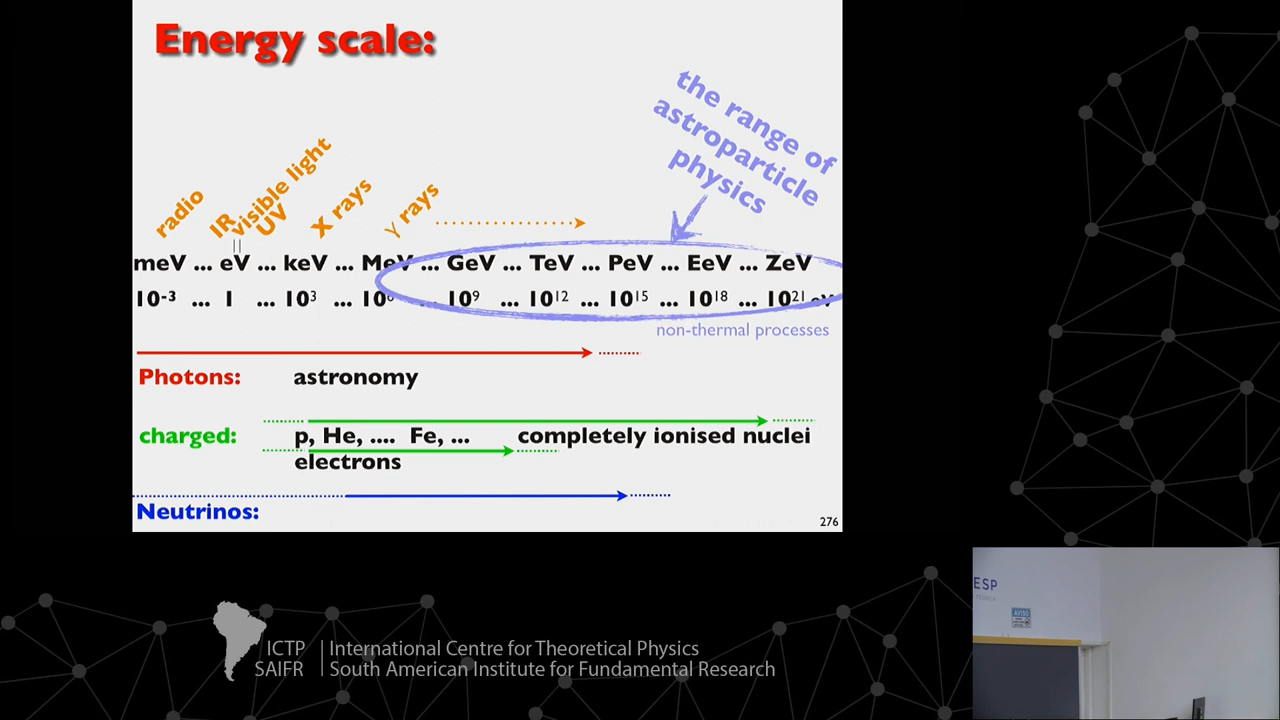 Energy scale:
the range of
astroparticle
physics
radio
IR
visible light
UV
X rays
γ rays
meV ... eV ... keV ... MeV ... GeV ... TeV ... PeV ... EeV ... ZeV
10-3 ... 1 ... 10³ ... 10⁶ ... 10⁹ ... 10¹² ... 10¹⁵ ... 10¹⁸ ... 10²¹ eV
non-thermal processes
Photons: astronomy
charged: p, He, .... Fe, ... completely ionised nuclei
electrons
Neutrinos:
276
ESP
AVISO
ICTP International Centre for Theoretical Physics
SAIFR South American Institute for Fundamental Research